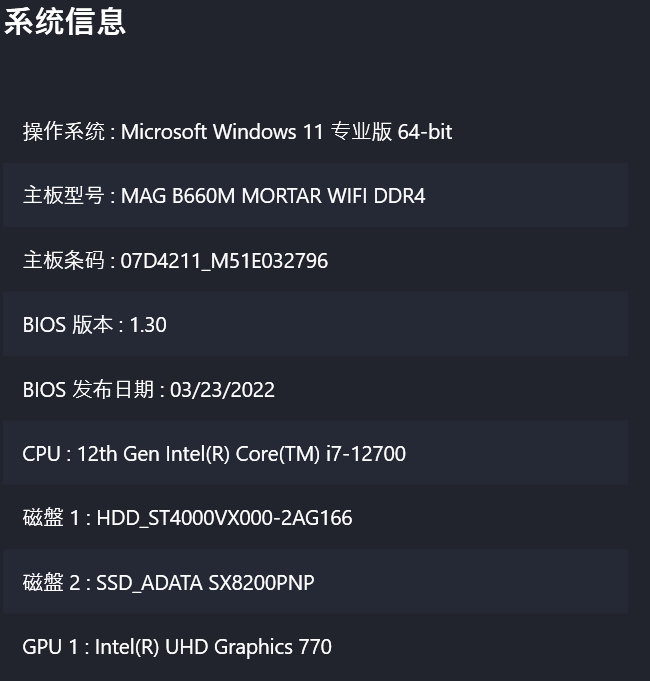 系统信息
操作系统 : Microsoft Windows 11 专业版 64-bit
主板型号 : MAG B660M MORTAR WIFI DDR4
主板条码 : 07D4211_M51E032796
BIOS 版本 : 1.30
BIOS 发布日期 : 03/23/2022
CPU : 12th Gen Intel(R) Core(TM) i7-12700
磁盤 1 : HDD_ST4000VX000-2AG166
磁盤 2 : SSD_ADATA SX8200PNP
GPU 1 : Intel(R) UHD Graphics 770